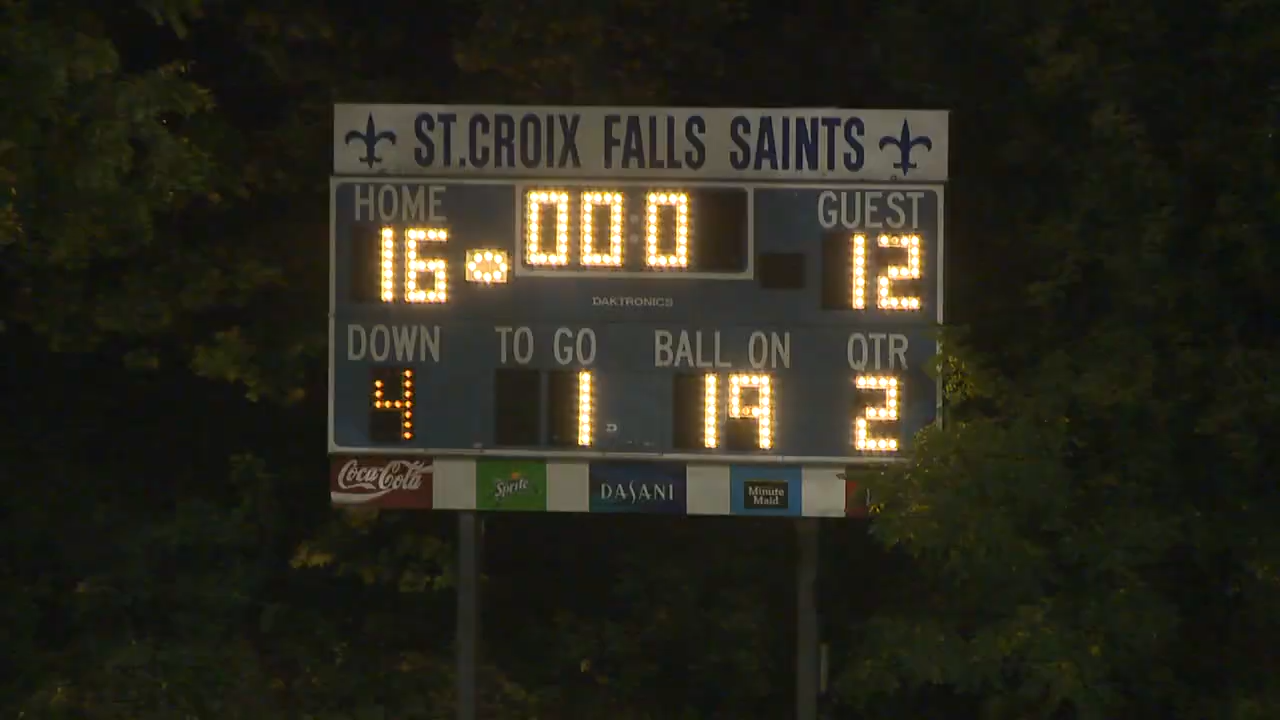 ST.CROIX FALLS SAINTS
HOME 00:0 GUEST
16 12
DAKTRONICS
DOWN TO GO BALL ON QTR
4 1 19 2
Coca-Cola Sprite DASANI Minute Maid